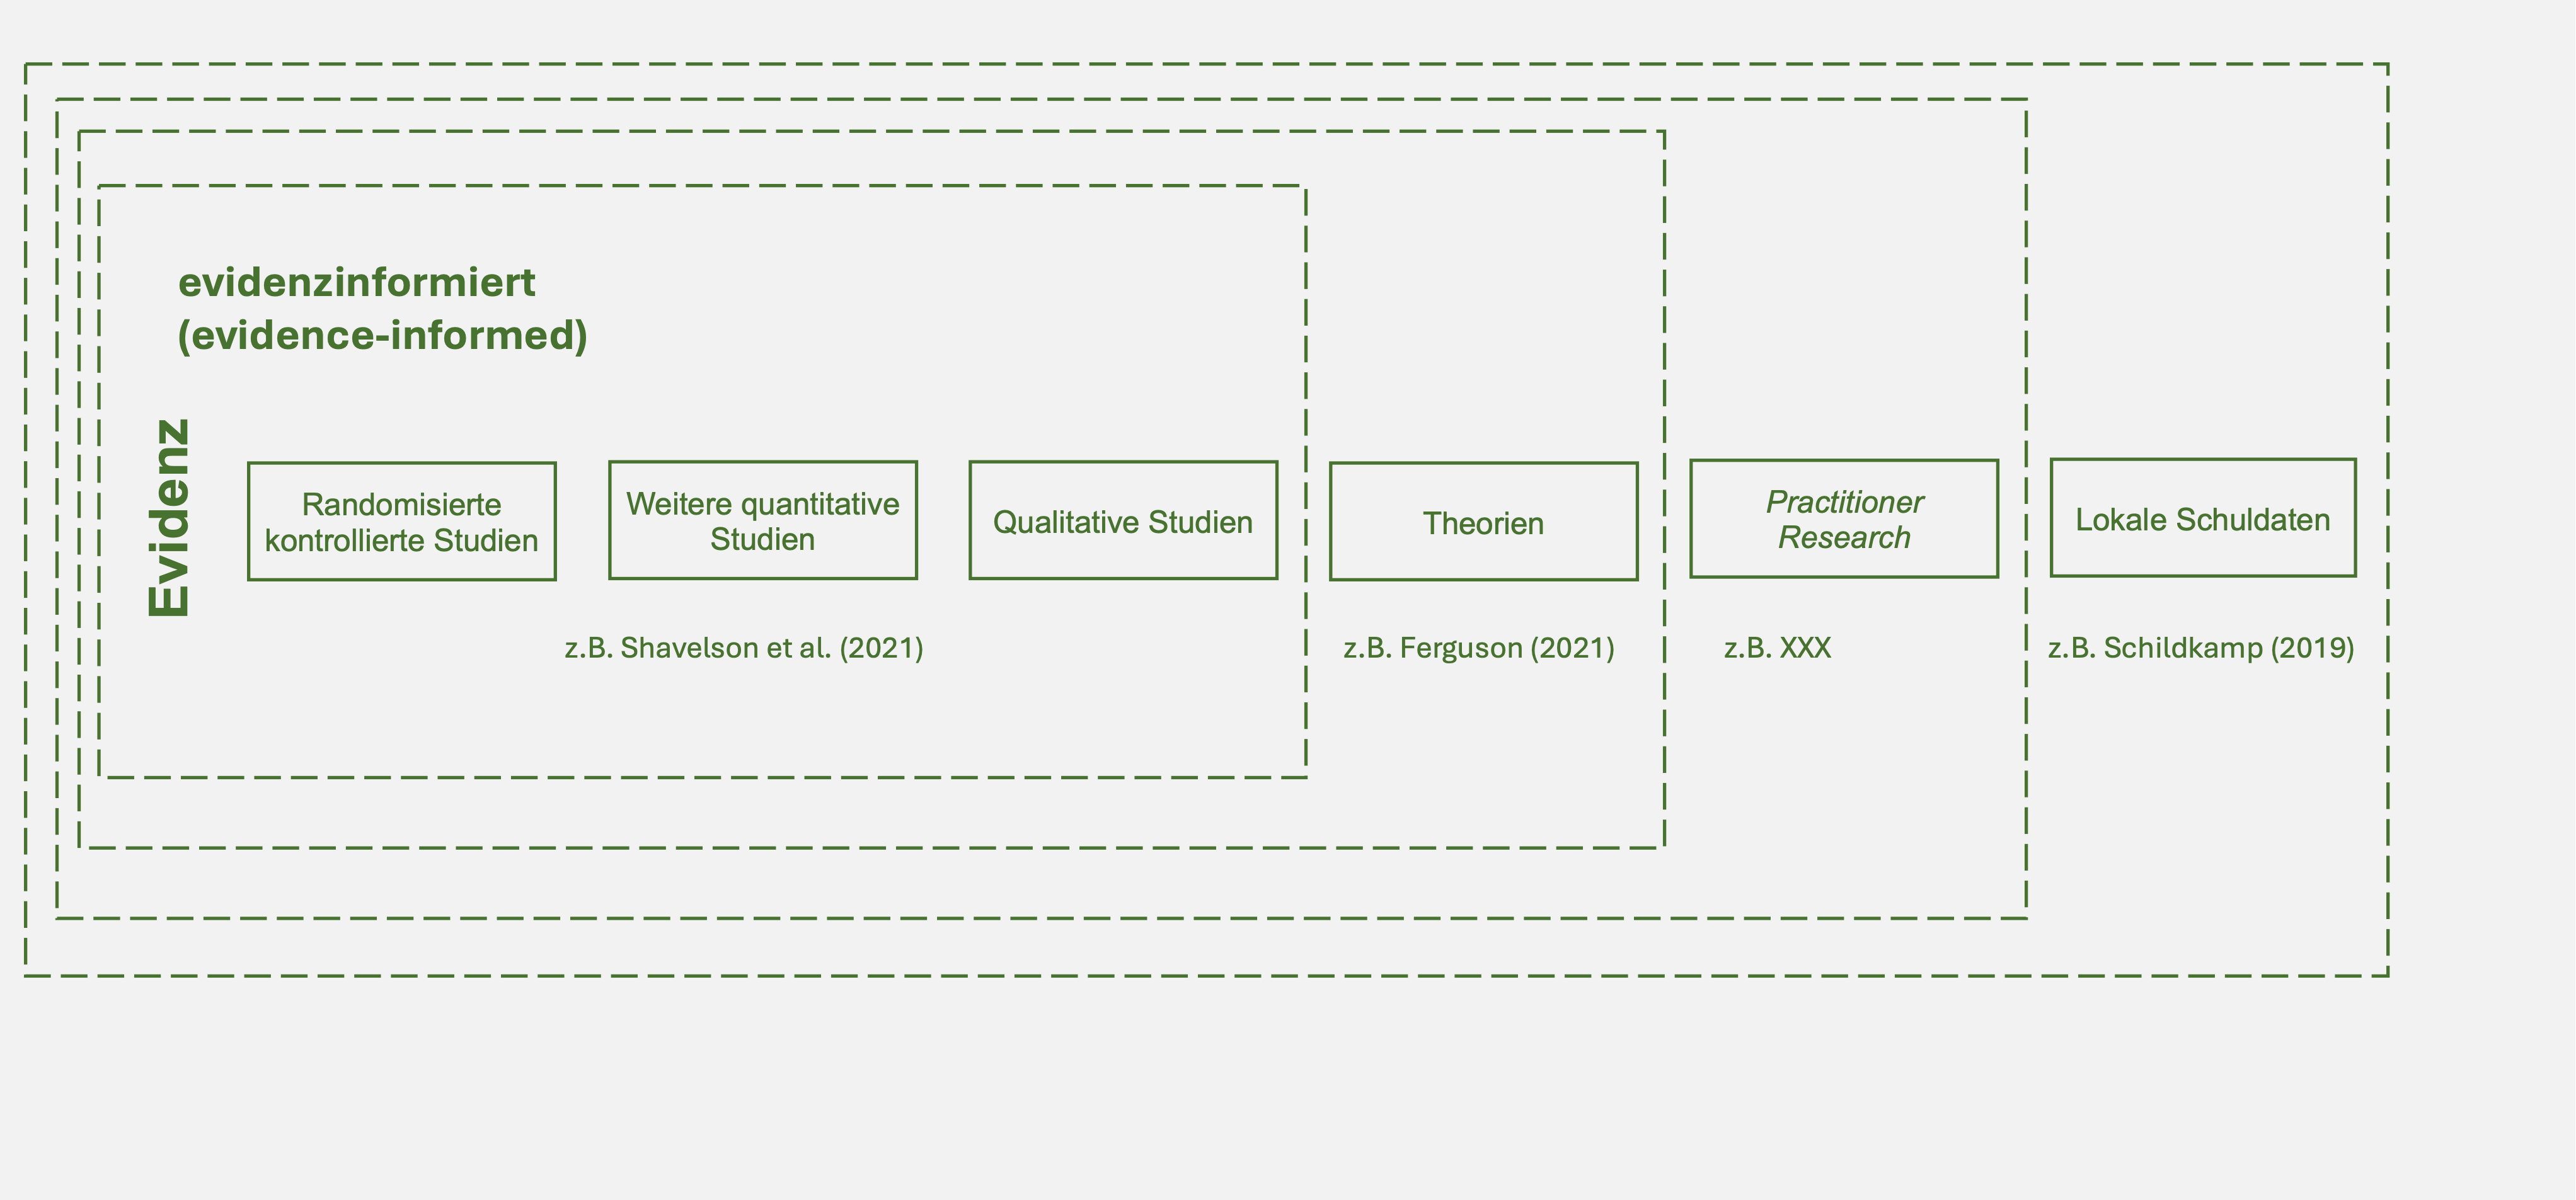 evidenzinformiert
(evidence-informed)
Evidenz
Randomisierte
kontrollierte Studien
Weitere quantitative
Studien
Qualitative Studien
Theorien
Practitioner
Research
Lokale Schuldaten
z.B. Shavelson et al. (2021)
z.B. Ferguson (2021)
z.B. XXX
z.B. Schildkamp (2019)